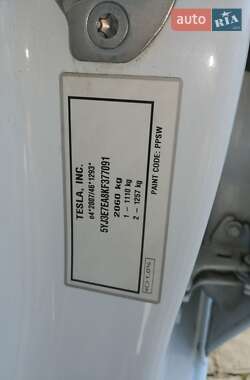 TESLA, INC.
e4*2007/46*1293*
5YJ3E7EA8KF377091
2060 kg
1 – 1110 kg
2 – 1257 kg
PAINT CODE: PPSW
AUTO
RIA